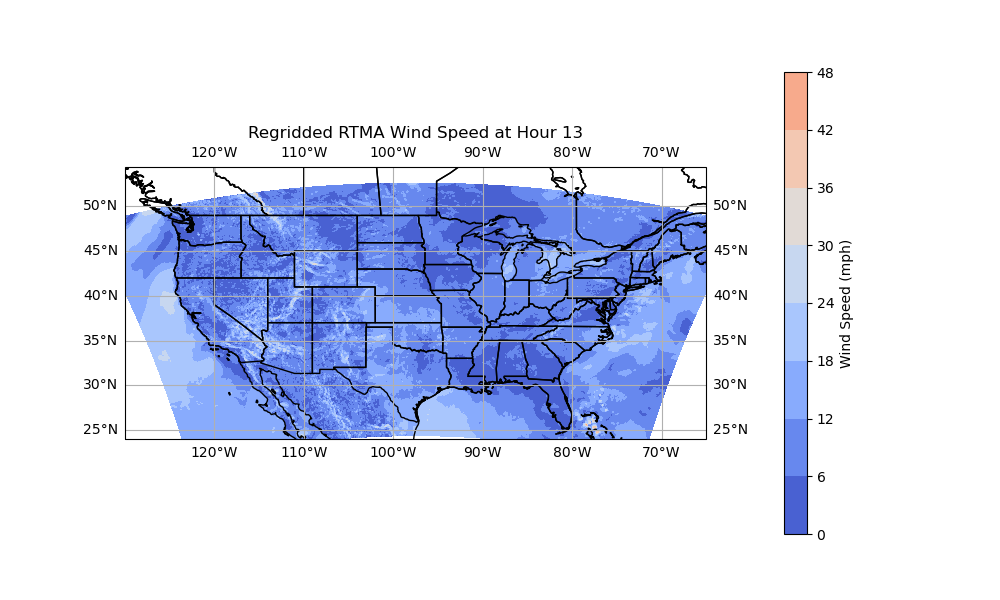 Regridded RTMA Wind Speed at Hour 13
120°W 110°W 100°W 90°W 80°W 70°W
50°N 50°N
45°N 45°N
40°N 40°N
35°N 35°N
30°N 30°N
25°N 25°N
120°W 110°W 100°W 90°W 80°W 70°W
48
42
36
30
24
18
12
6
0
Wind Speed (mph)